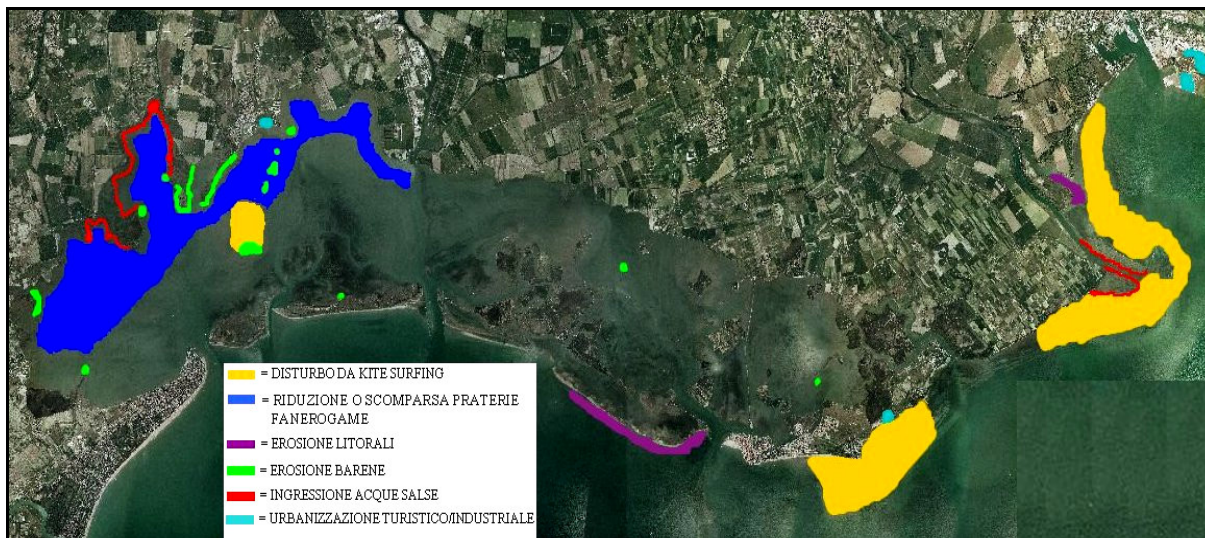 = DISTURBO DA KITE SURFING
= RIDUZIONE O SCOMPARSA PRATERIE
FANEROGAME
= EROSIONE LITORALI
= EROSIONE BARENE
= INGRESSIONE ACQUE SALSE
= URBANIZZAZIONE TURISTICO/INDUSTRIALE